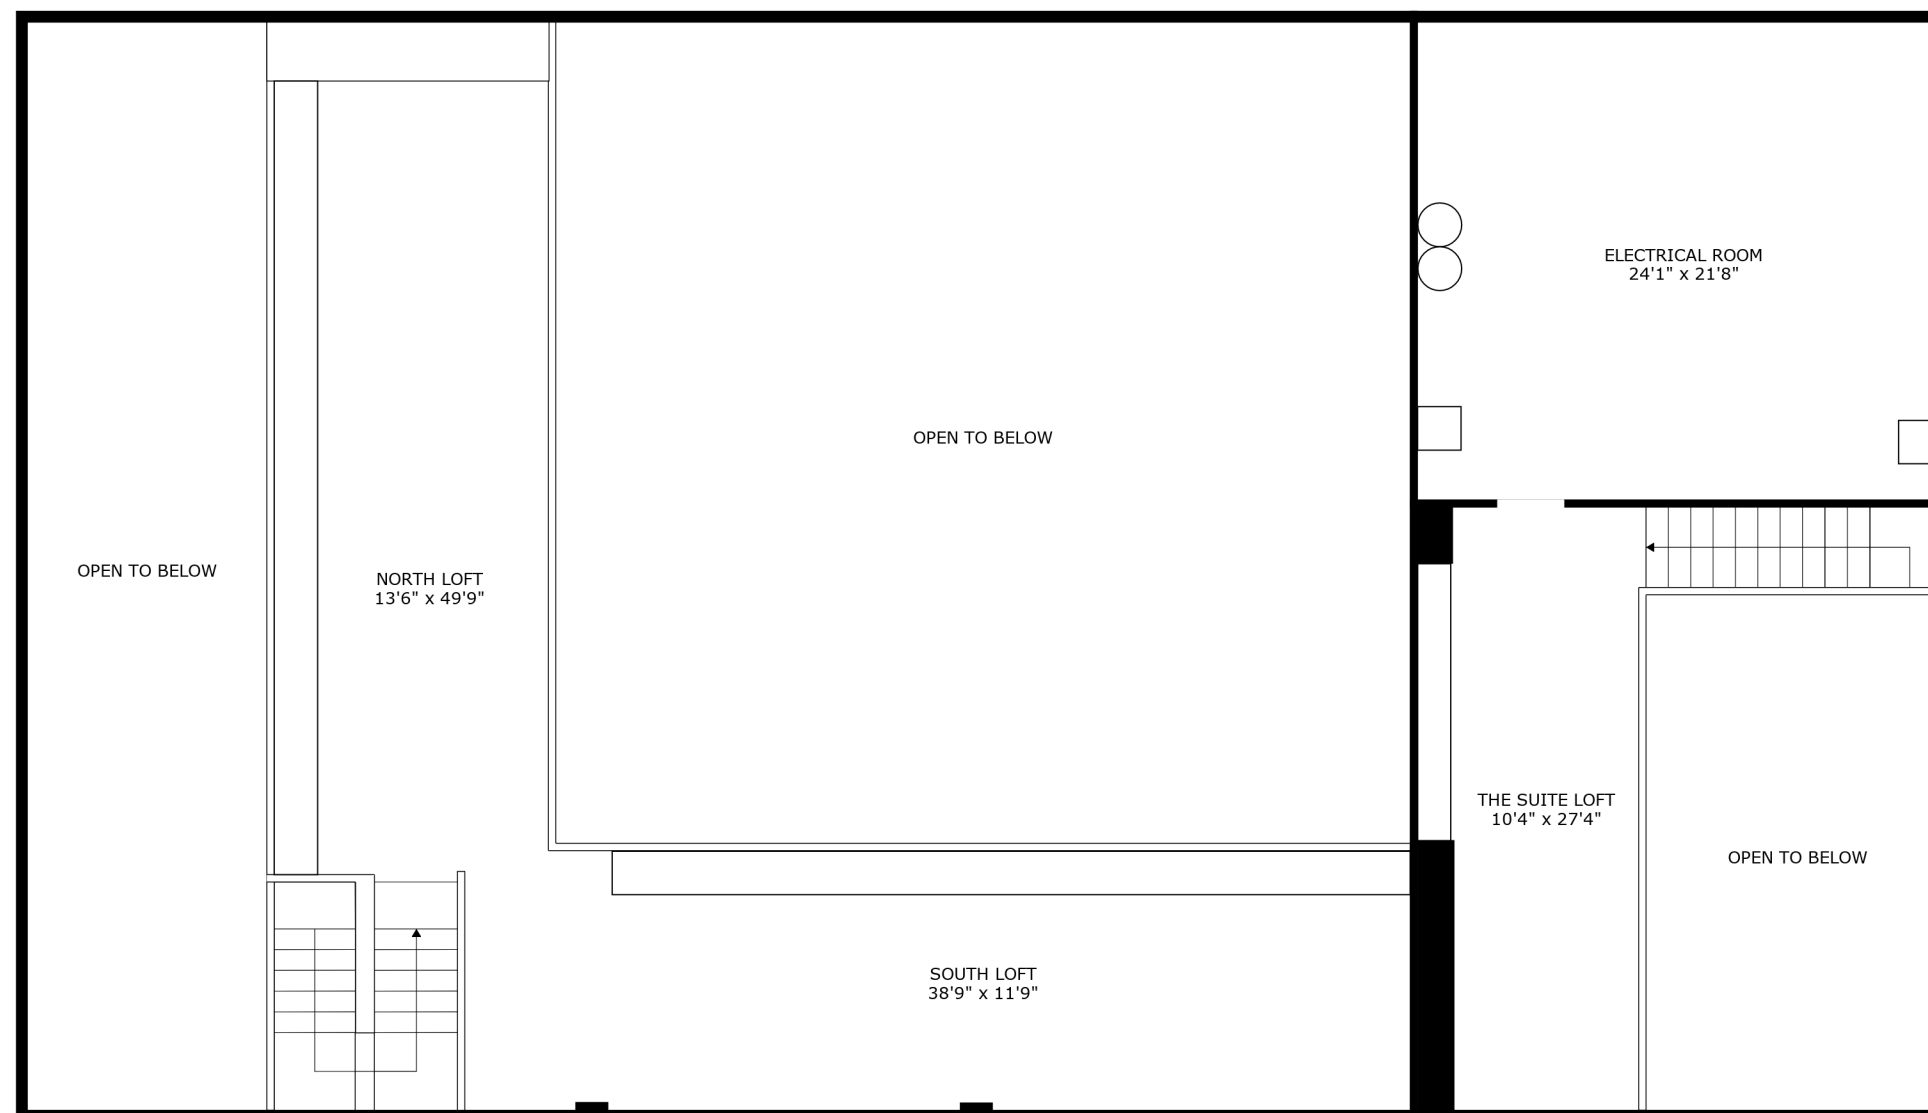 ELECTRICAL ROOM
24'1" x 21'8"
OPEN TO BELOW
OPEN TO BELOW
NORTH LOFT
13'6" x 49'9"
THE SUITE LOFT
10'4" x 27'4"
OPEN TO BELOW
SOUTH LOFT
38'9" x 11'9"